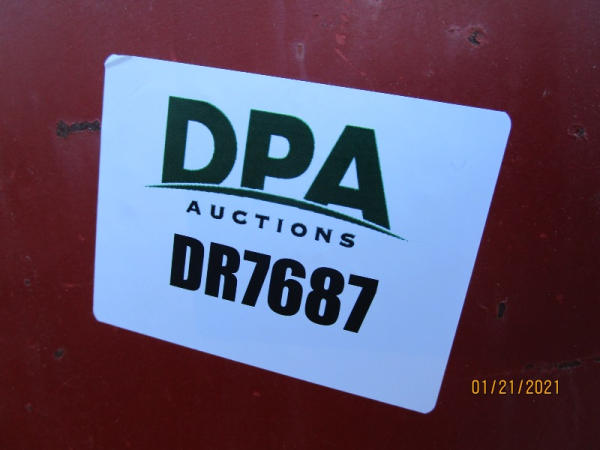 DPA
AUCTIONS
DR7687
01/21/2021